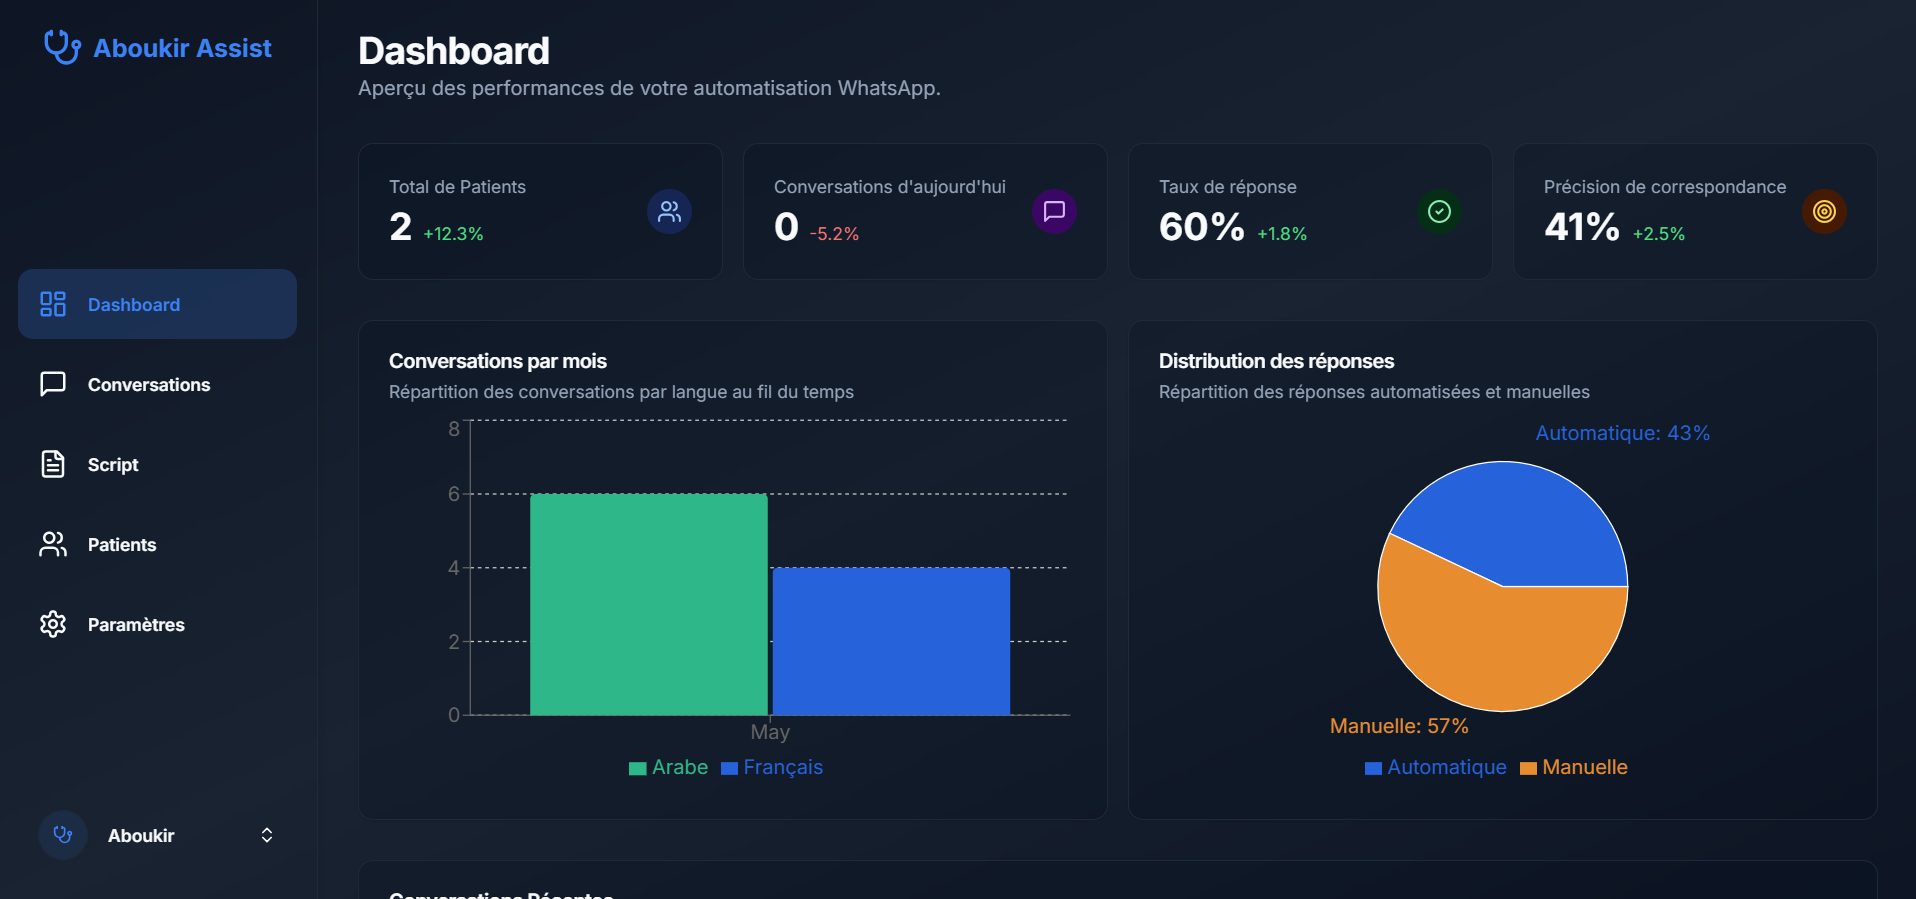 Aboukir Assist
Dashboard
Conversations
Script
Patients
Paramètres
Aboukir
Dashboard
Aperçu des performances de votre automatisation WhatsApp.
Total de Patients
2 +12.3%
Conversations d'aujourd'hui
0 -5.2%
Taux de réponse
60% +1.8%
Précision de correspondance
41% +2.5%
Conversations par mois
Répartition des conversations par langue au fil du temps
8
6
4
2
0
May
Arabe Français
Distribution des réponses
Répartition des réponses automatisées et manuelles
Automatique: 43%
Manuelle: 57%
Automatique Manuelle
Conversations Récentes